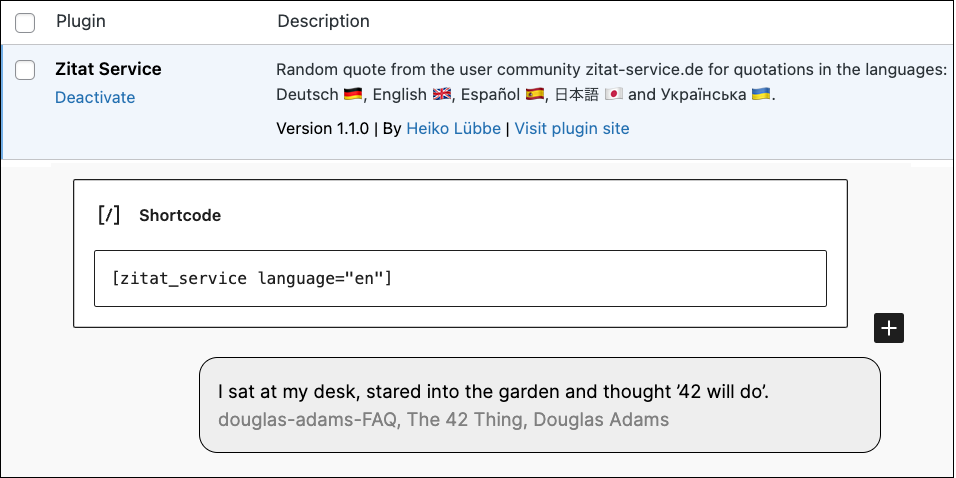 Plugin Description
Zitat Service Random quote from the user community zitat-service.de for quotations in the languages:
Deactivate Deutsch 🇩🇪, English 🇬🇧, Español 🇪🇸, 日本語 🇯🇵 and Українська 🇺🇦.
Version 1.1.0 | By Heiko Lübbe | Visit plugin site
[/] Shortcode
[zitat_service language="en"]
I sat at my desk, stared into the garden and thought ’42 will do’.
douglas-adams-FAQ, The 42 Thing, Douglas Adams